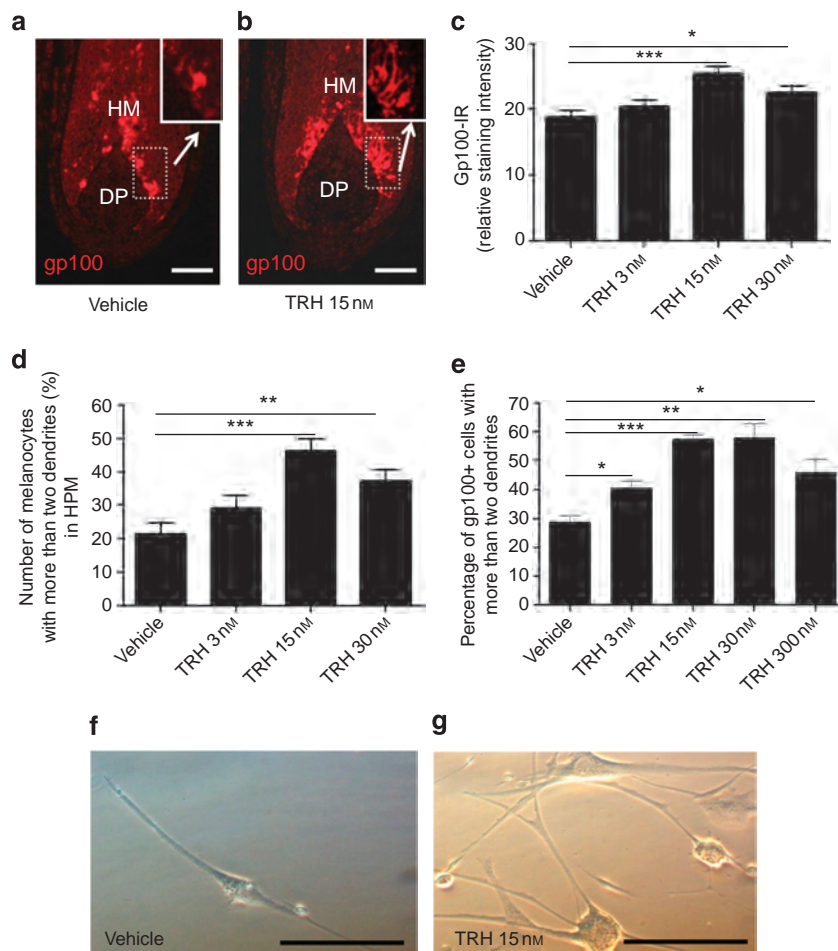 a
b
HM
DP
gp100
Vehicle
HM
DP
gp100
TRH 15 nM
c
Gp100-IR
(relative staining intensity)
30
20
10
0
***
*
Vehicle
TRH 3 nM
TRH 15 nM
TRH 30 nM
d
Number of melanocytes
with more than two dendrites (%)
in HPM
60
50
40
30
20
10
0
**
***
Vehicle
TRH 3 nM
TRH 15 nM
TRH 30 nM
e
Percentage of gp100+ cells with
more than two dendrites
70
60
50
40
30
20
10
0
*
**
***
*
Vehicle
TRH 3 nM
TRH 15 nM
TRH 30 nM
TRH 300 nM
f
Vehicle
g
TRH 15 nM